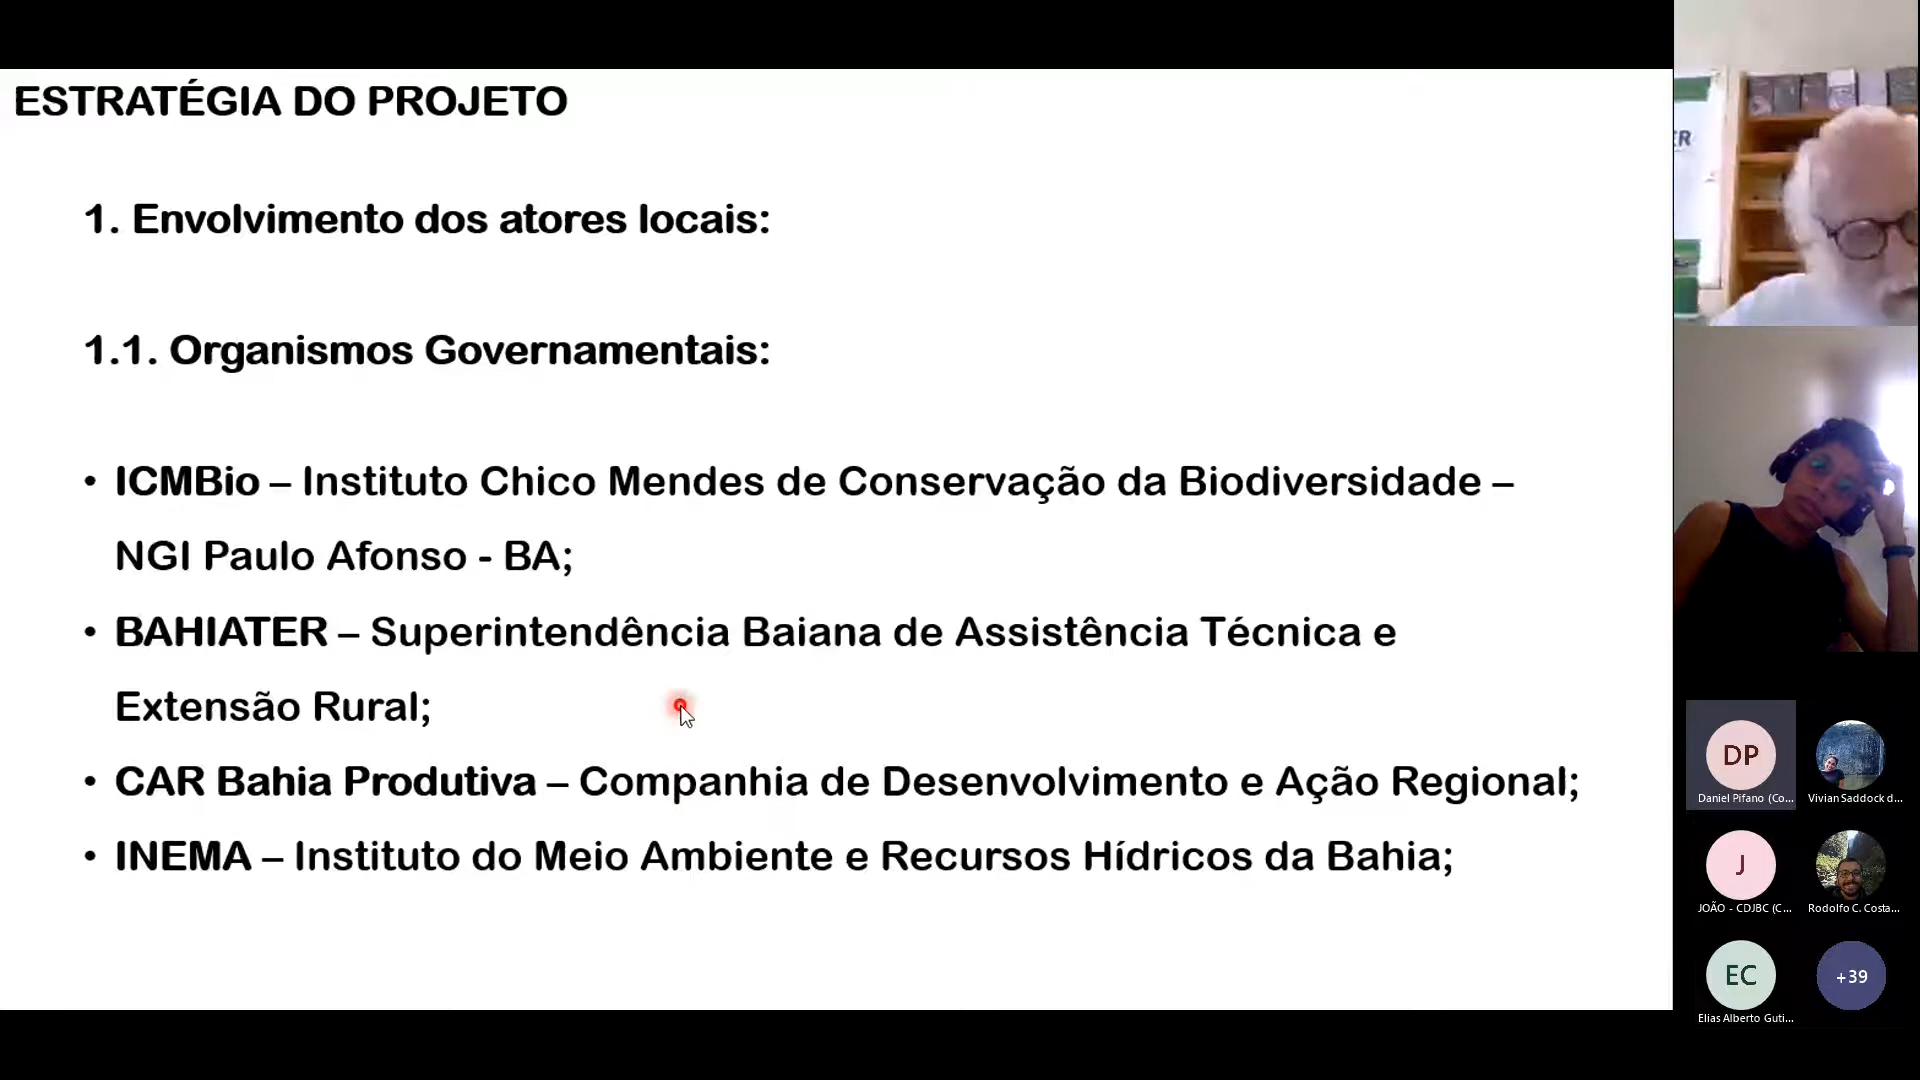 ESTRATÉGIA DO PROJETO
1. Envolvimento dos atores locais:
1.1. Organismos Governamentais:
• ICMBio – Instituto Chico Mendes de Conservação da Biodiversidade –
NGI Paulo Afonso - BA;
• BAHIATER – Superintendência Baiana de Assistência Técnica e
Extensão Rural;
• CAR Bahia Produtiva – Companhia de Desenvolvimento e Ação Regional;
• INEMA – Instituto do Meio Ambiente e Recursos Hídricos da Bahia;
ER
DP
Daniel Pifano (Co...
Vivian Saddock d...
J
JOÃO - CDJBC (C...
Rodolfo C. Costa...
EC
+39
Elias Alberto Guti...